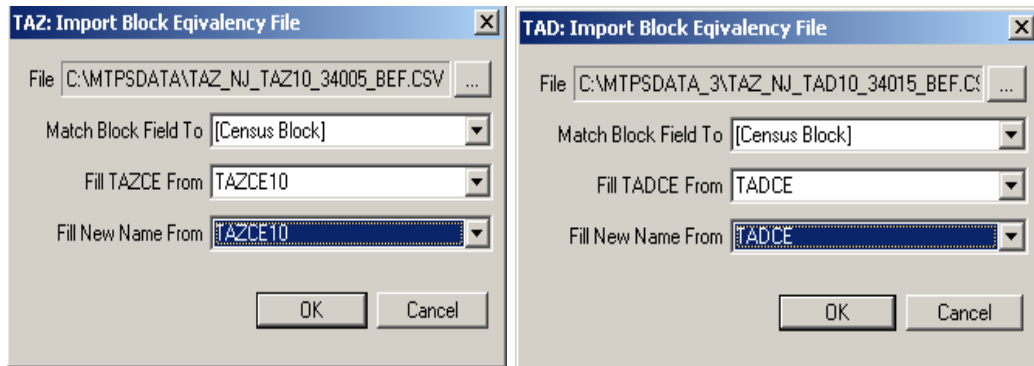 TAZ: Import Block Eqivalency File
File C:\MTPSDATA\TAZ_NJ_TAZ10_34005_BEF.CSV ...
Match Block Field To [Census Block]
Fill TAZCE From TAZCE10
Fill New Name From TAZCE10
OK Cancel
TAD: Import Block Eqivalency File
File C:\MTPSDATA_3\TAZ_NJ_TAD10_34015_BEF.CS ...
Match Block Field To [Census Block]
Fill TADCE From TADCE
Fill New Name From TADCE
OK Cancel